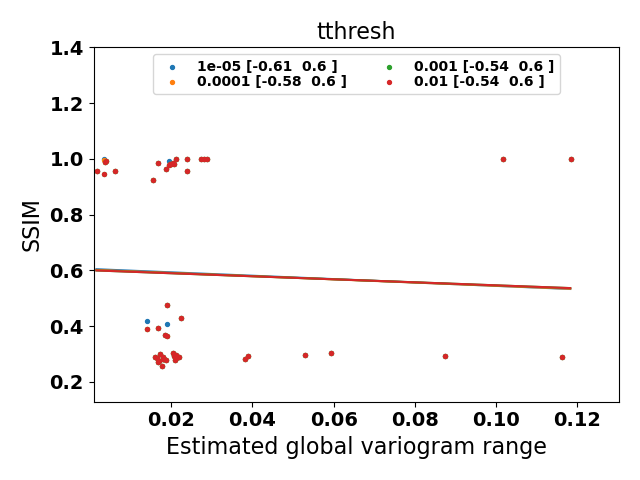 tthresh
1e-05 [-0.61  0.6 ]
0.0001 [-0.58  0.6 ]
0.001 [-0.54  0.6 ]
0.01 [-0.54  0.6 ]
SSIM
1.4
1.2
1.0
0.8
0.6
0.4
0.2
0.02 0.04 0.06 0.08 0.10 0.12
Estimated global variogram range